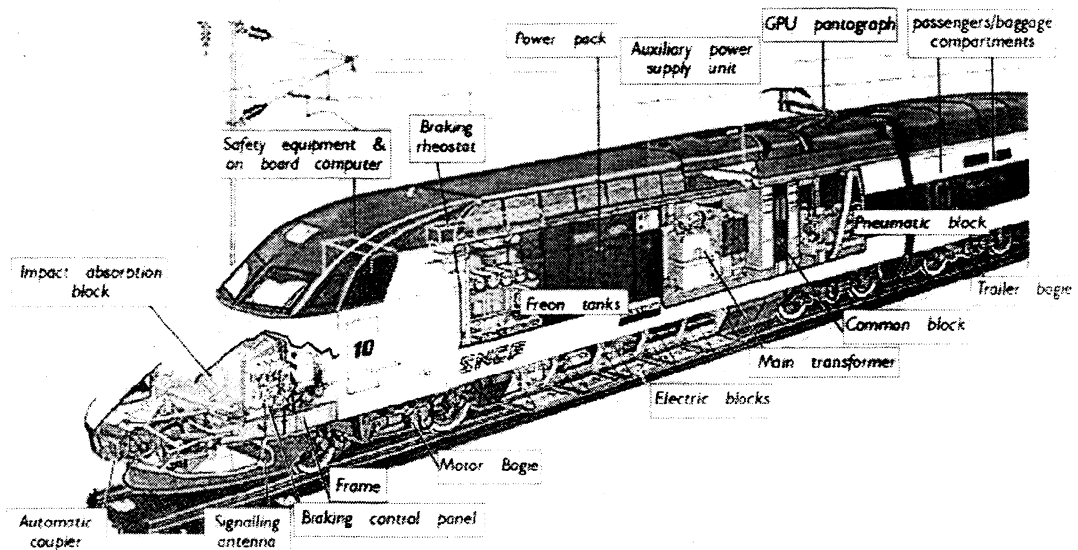 Power pack
Auxiliary power
supply unit
GPU pantograph
passengers/baggage
compartments
Safety equipment &
on board computer
Braking
rheostat
Pneumatic block
Impact absorption
block
Freon tanks
Trailer bogie
Common block
10
Main transformer
Electric blocks
Motor Bogie
Frame
Automatic
coupler
Signalling
antenna
Braking control panel